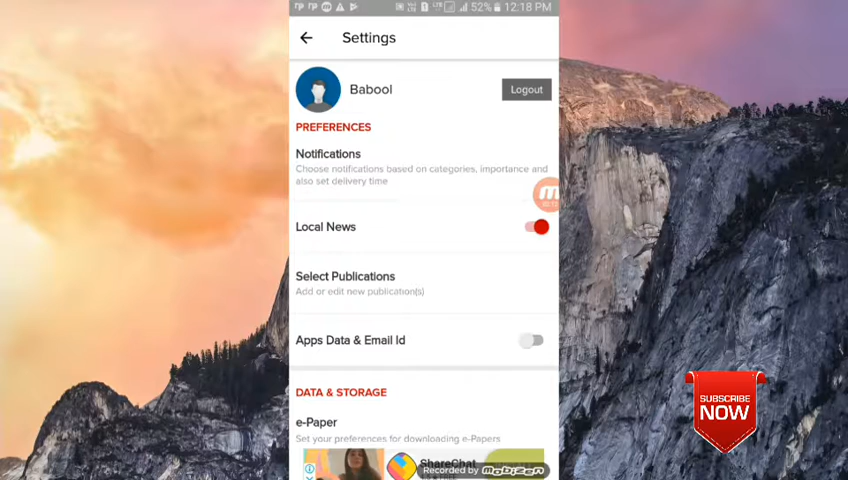 52% 12:18 PM
Settings
Babool
Logout
PREFERENCES
Notifications
Choose notifications based on categories, importance and
also set delivery time
Local News
Select Publications
Add or edit new publication(s)
Apps Data & Email Id
DATA & STORAGE
e-Paper
Set your preferences for downloading e-Papers
ShareChat
Recorded by mobizen
SUBSCRIBE
NOW